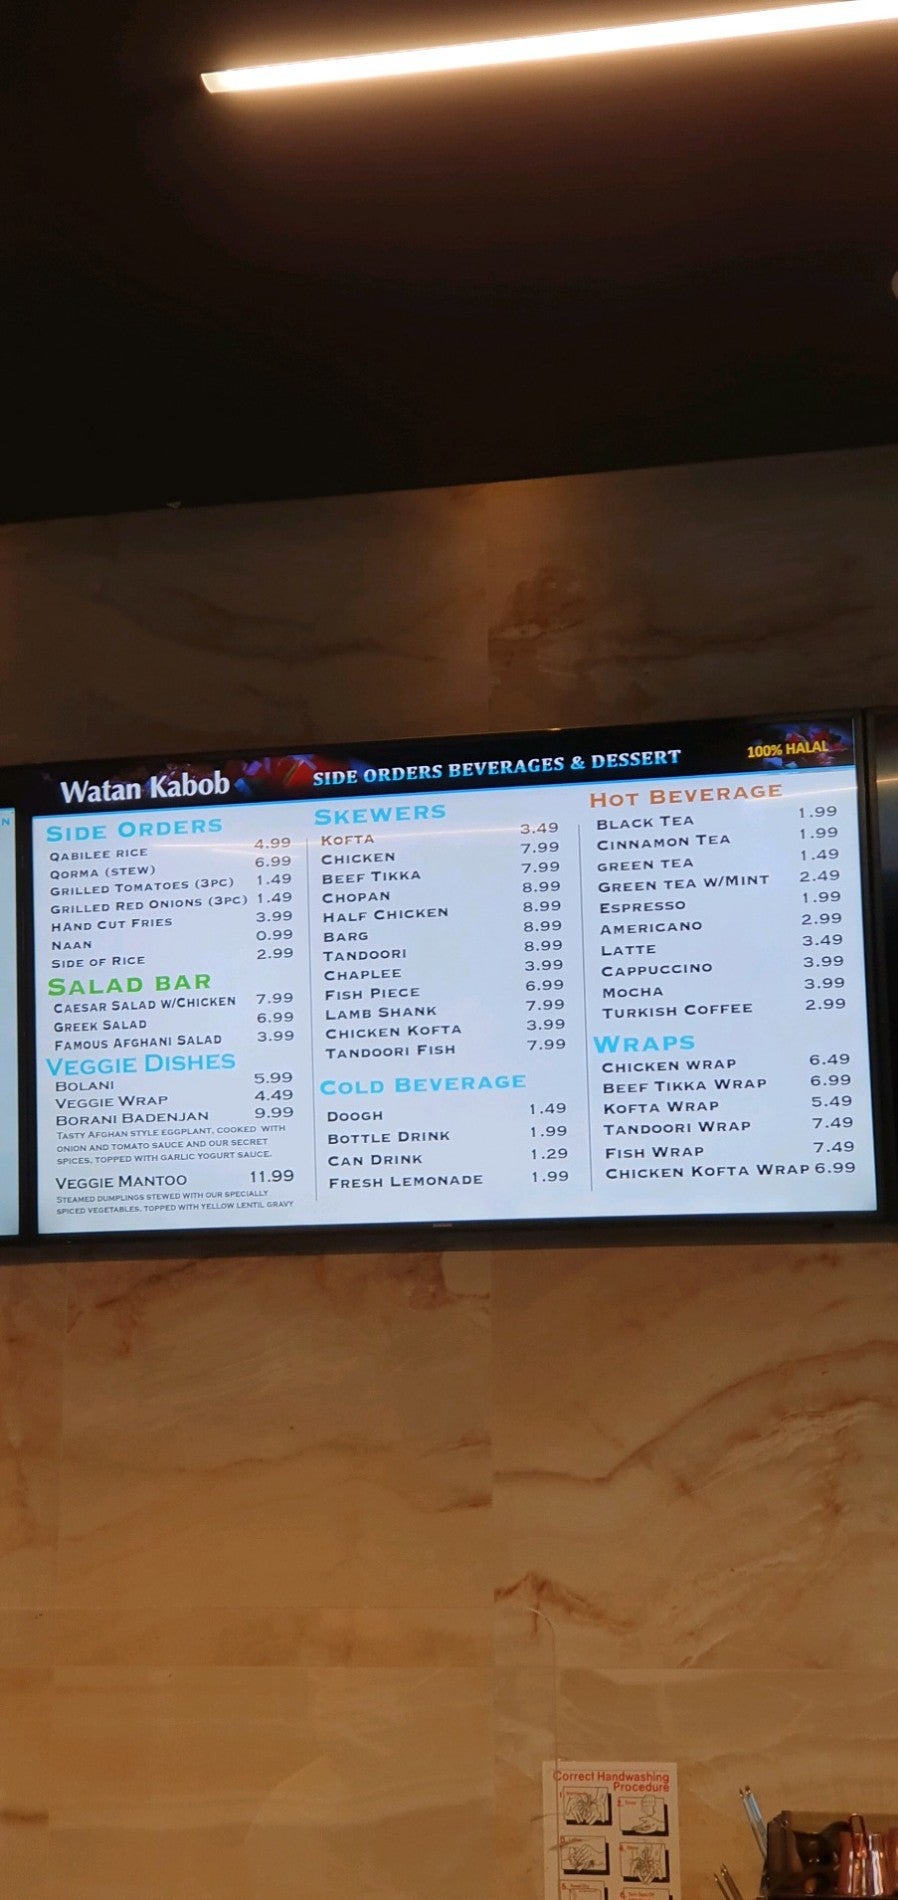 N
Watan Kabob
SIDE ORDERS BEVERAGES & DESSERT
100% HALAL
SIDE ORDERS
QABILEE RICE 4.99
QORMA (STEW) 6.99
GRILLED TOMATOES (3PC) 1.49
GRILLED RED ONIONS (3PC) 1.49
HAND CUT FRIES 3.99
NAAN 0.99
SIDE OF RICE 2.99
SALAD BAR
CAESAR SALAD W/CHICKEN 7.99
GREEK SALAD 6.99
FAMOUS AFGHANI SALAD 3.99
VEGGIE DISHES
BOLANI 5.99
VEGGIE WRAP 4.49
BORANI BADENJAN 9.99
TASTY AFGHAN STYLE EGGPLANT, COOKED WITH
ONION AND TOMATO SAUCE AND OUR SECRET
SPICES, TOPPED WITH GARLIC YOGURT SAUCE.
VEGGIE MANTOO 11.99
STEAMED DUMPLINGS STEWED WITH OUR SPECIALLY
SPICED VEGETABLES, TOPPED WITH YELLOW LENTIL GRAVY
SKEWERS
KOFTA 3.49
CHICKEN 7.99
BEEF TIKKA 7.99
CHOPAN 8.99
HALF CHICKEN 8.99
BARG 8.99
TANDOORI 8.99
CHAPLEE 3.99
FISH PIECE 6.99
LAMB SHANK 7.99
CHICKEN KOFTA 3.99
TANDOORI FISH 7.99
COLD BEVERAGE
DOOGH 1.49
BOTTLE DRINK 1.99
CAN DRINK 1.29
FRESH LEMONADE 1.99
HOT BEVERAGE
BLACK TEA 1.99
CINNAMON TEA 1.99
GREEN TEA 1.49
GREEN TEA W/MINT 2.49
ESPRESSO 1.99
AMERICANO 2.99
LATTE 3.49
CAPPUCCINO 3.99
MOCHA 3.99
TURKISH COFFEE 2.99
WRAPS
CHICKEN WRAP 6.49
BEEF TIKKA WRAP 6.99
KOFTA WRAP 5.49
TANDOORI WRAP 7.49
FISH WRAP 7.49
CHICKEN KOFTA WRAP 6.99
Correct Handwashing
Procedure